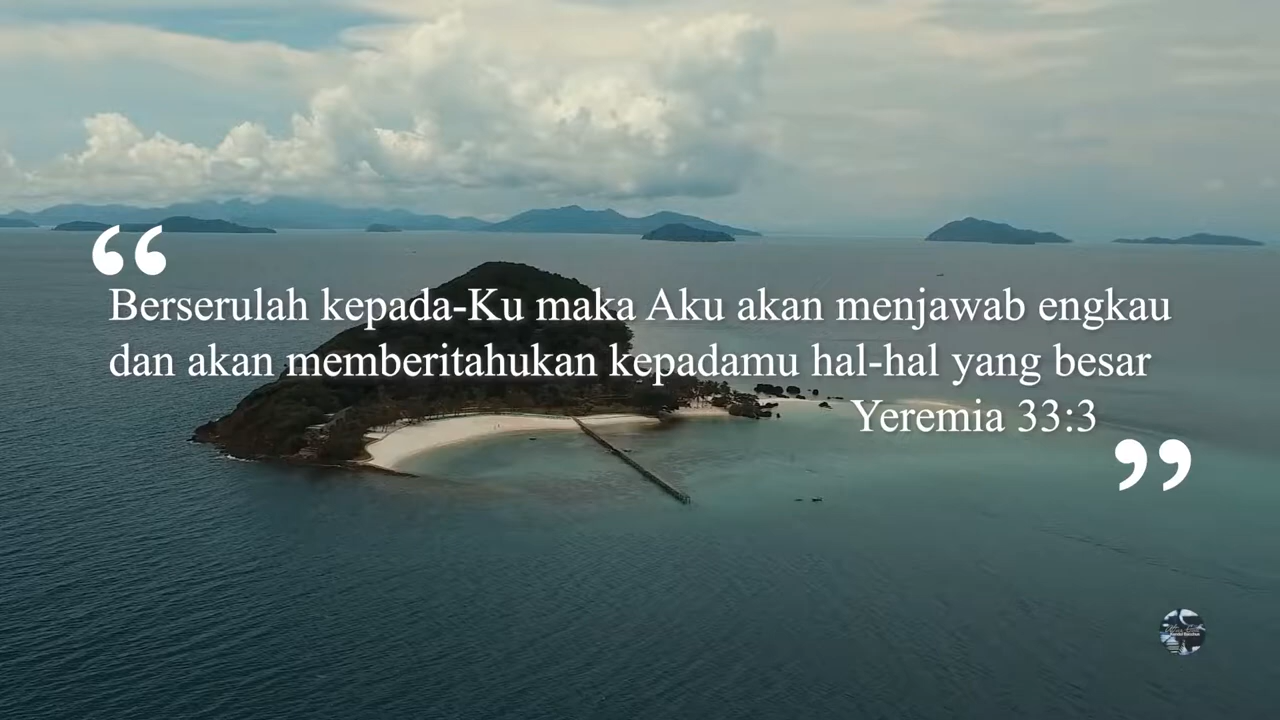 “
Berserulah kepada-Ku maka Aku akan menjawab engkau
dan akan memberitahukan kepadamu hal-hal yang besar
Yeremia 33:3
”